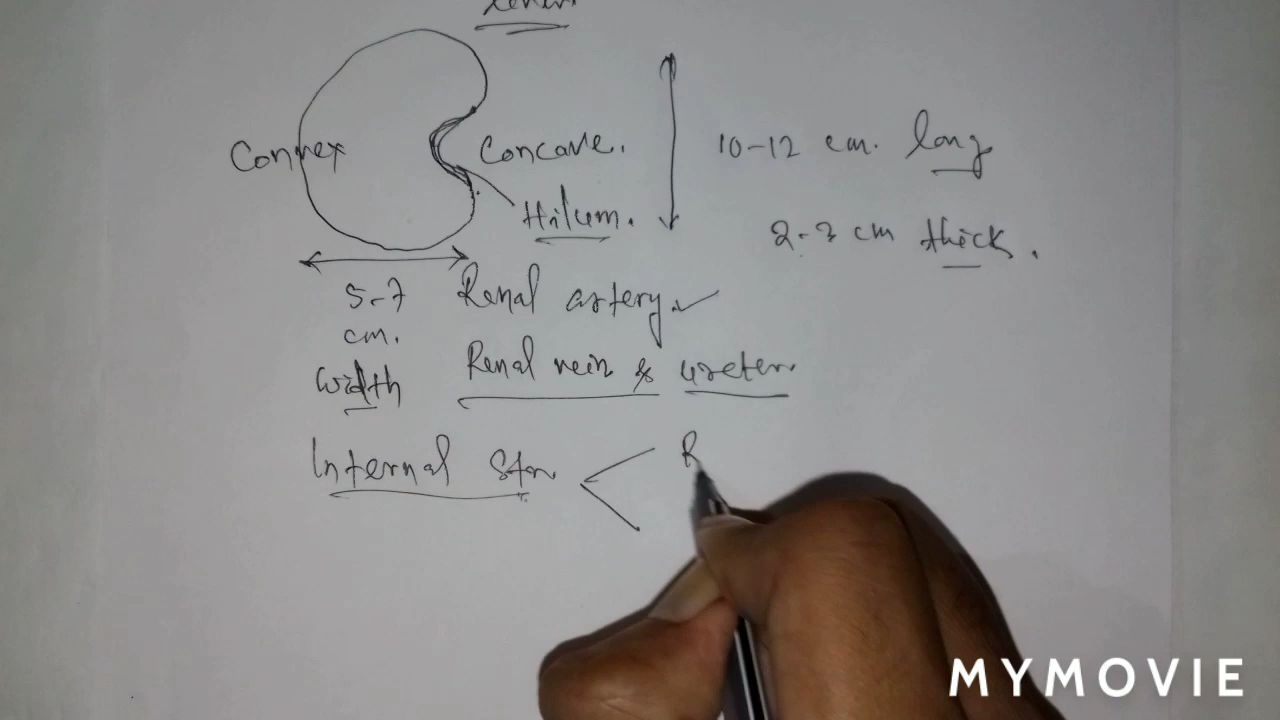 Convex Concave.
Hilum.
10-12 cm. long
2-3 cm thick.
5-7
cm.
width
Renal artery.
Renal vein & ureter.
Internal Str.
R
MYMOVIE